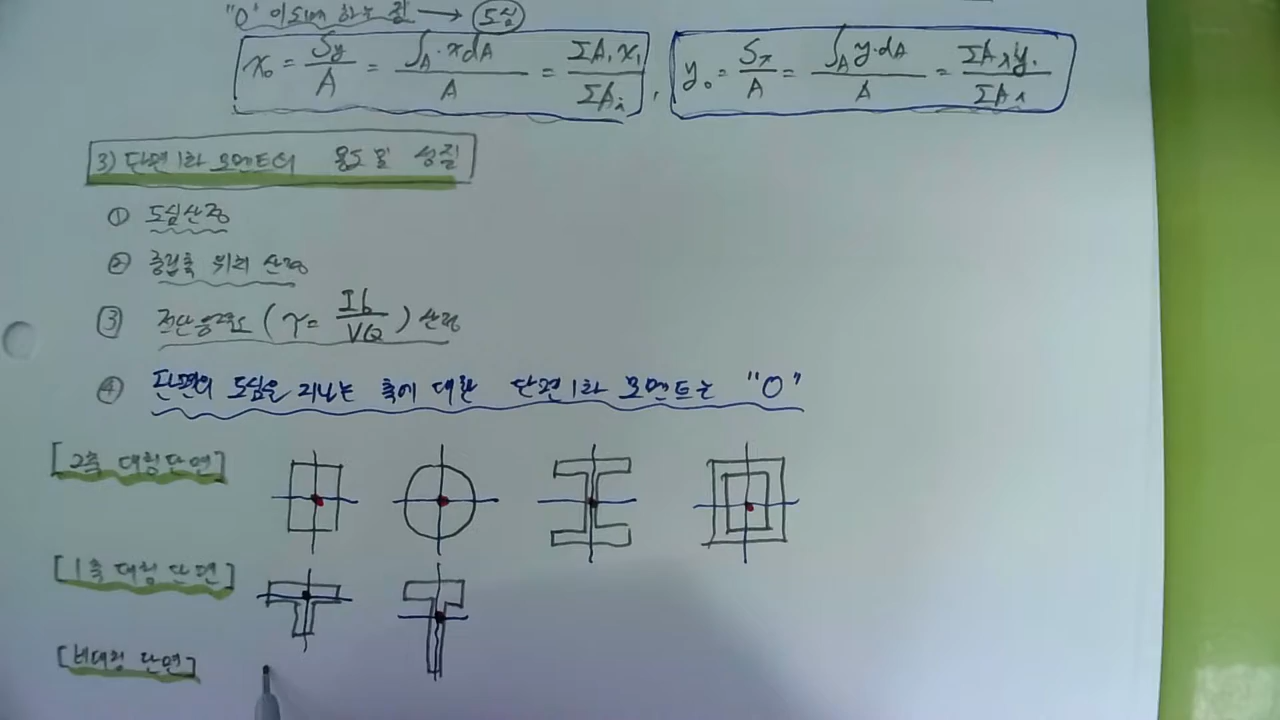 "0" 이 되게 하는 점 → 도심
x₀ = Sy/A = ∫A·x dA/A = ΣAᵢxᵢ/ΣAᵢ , y₀ = Sx/A = ∫A y·dA/A = ΣAᵢyᵢ/ΣAᵢ
3) 단면1차 모멘트의 용도 및 성질
① 도심산정
② 중립축 위치 산정
③ 전단응력도 (τ = Ib/VQ) 산정
④ 단면의 도심을 지나는 축에 대한 단면1차 모멘트는 "0"
[2축 대칭단면]
[1축 대칭단면]
[비대칭 단면]